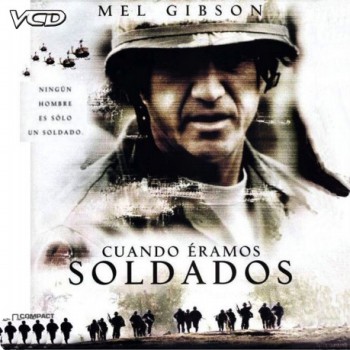 VCD
MEL GIBSON
NINGÚN
HOMBRE
ES SÓLO
UN SOLDADO.
CUANDO ÉRAMOS
SOLDADOS
COMPACT